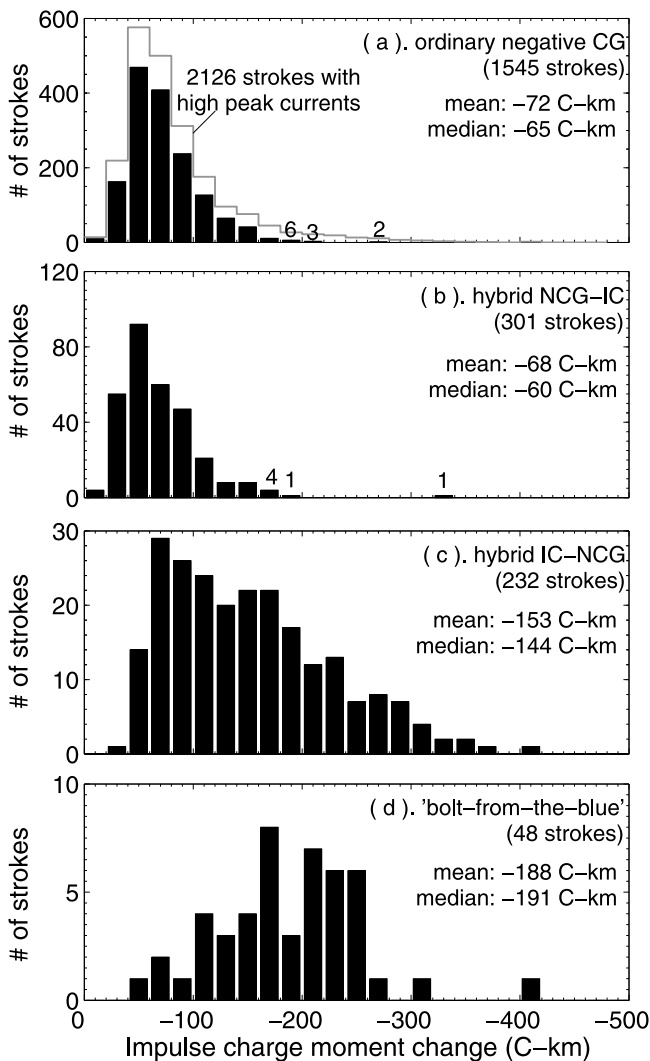 600
400
200
0
# of strokes
( a ). ordinary negative CG
(1545 strokes)
2126 strokes with
high peak currents
mean: −72 C−km
median: −65 C−km
6 3 2
120
80
40
0
# of strokes
( b ). hybrid NCG−IC
(301 strokes)
mean: −68 C−km
median: −60 C−km
4 1 1
30
20
10
0
# of strokes
( c ). hybrid IC−NCG
(232 strokes)
mean: −153 C−km
median: −144 C−km
10
5
0
# of strokes
( d ). 'bolt−from−the−blue'
(48 strokes)
mean: −188 C−km
median: −191 C−km
0 −100 −200 −300 −400 −500
Impulse charge moment change (C−km)